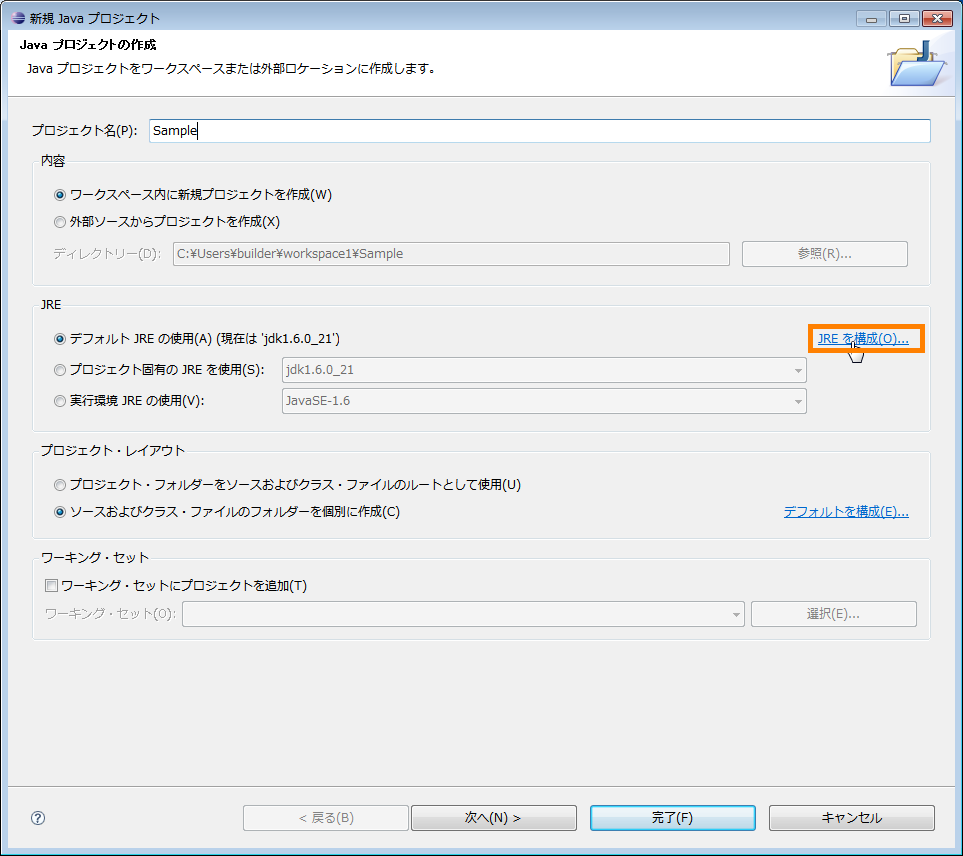 新規 Java プロジェクト
Java プロジェクトの作成
Java プロジェクトをワークスペースまたは外部ロケーションに作成します。
プロジェクト名(P): Sample
内容
ワークスペース内に新規プロジェクトを作成(W)
外部ソースからプロジェクトを作成(X)
ディレクトリー(D): C:¥Users¥builder¥workspace1¥Sample 参照(R)...
JRE
デフォルト JRE の使用(A) (現在は 'jdk1.6.0_21') JRE を構成(O)...
プロジェクト固有の JRE を使用(S): jdk1.6.0_21
実行環境 JRE の使用(V): JavaSE-1.6
プロジェクト・レイアウト
プロジェクト・フォルダーをソースおよびクラス・ファイルのルートとして使用(U)
ソースおよびクラス・ファイルのフォルダーを個別に作成(C) デフォルトを構成(E)...
ワーキング・セット
ワーキング・セットにプロジェクトを追加(T)
ワーキング・セット(O): 選択(E)...
? < 戻る(B) 次へ(N) > 完了(F) キャンセル